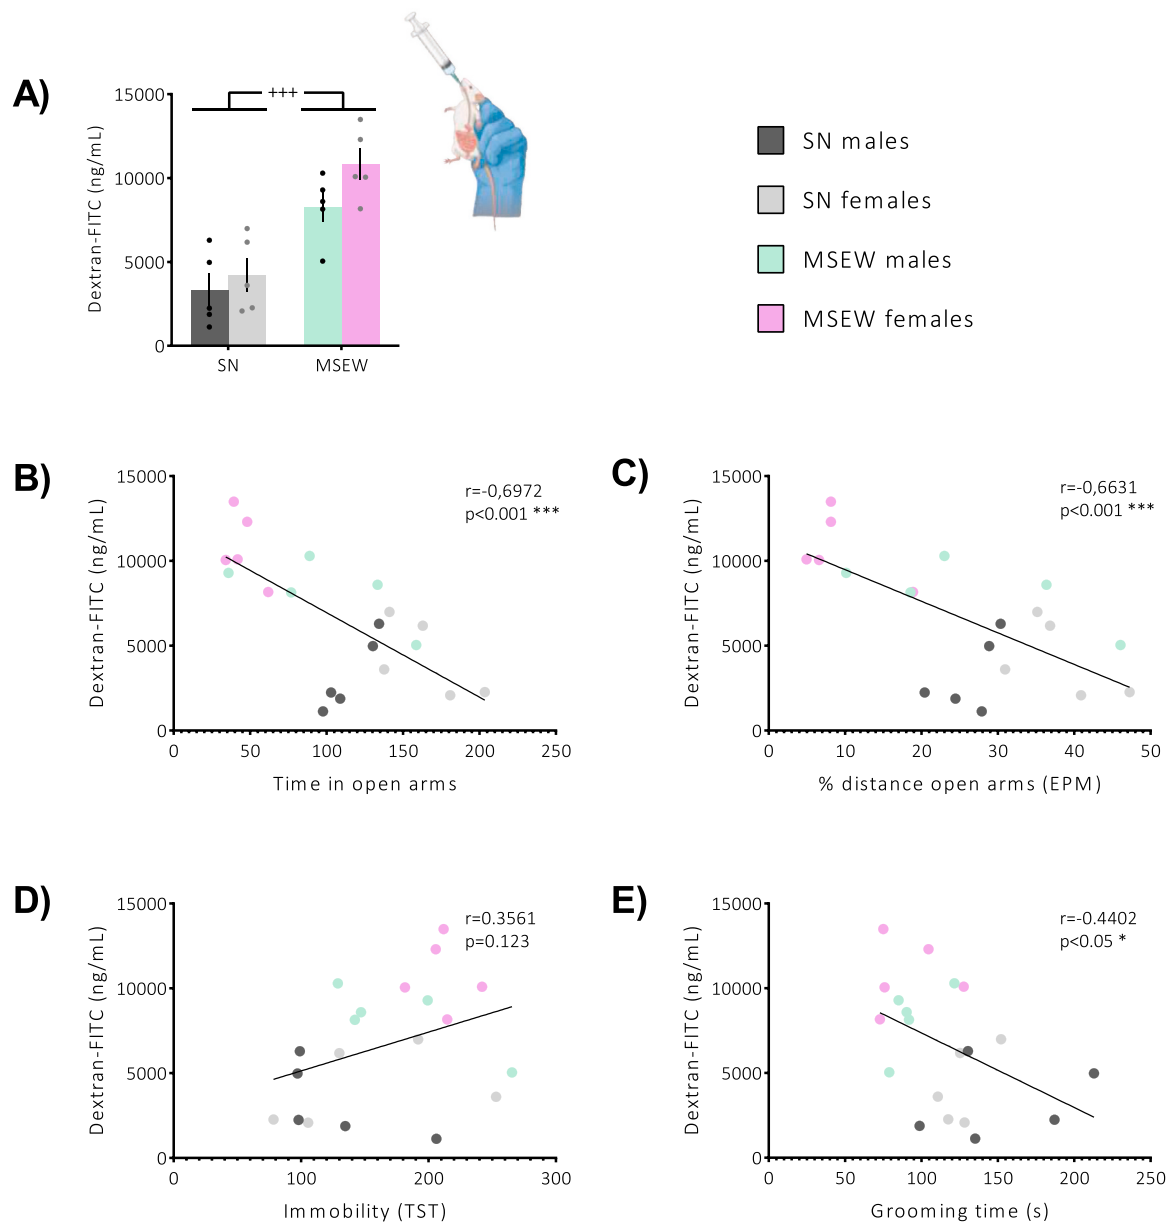 A)
15000
10000
5000
0
Dextran-FITC (ng/mL)
+++
SN
MSEW
SN males
SN females
MSEW males
MSEW females
B)
15000
10000
5000
0
Dextran-FITC (ng/mL)
r=-0,6972
p<0.001 ***
0 50 100 150 200 250
Time in open arms
C)
15000
10000
5000
0
Dextran-FITC (ng/mL)
r=-0,6631
p<0.001 ***
0 10 20 30 40 50
% distance open arms (EPM)
D)
15000
10000
5000
0
Dextran-FITC (ng/mL)
r=0.3561
p=0.123
0 100 200 300
Immobility (TST)
E)
15000
10000
5000
0
Dextran-FITC (ng/mL)
r=-0.4402
p<0.05 *
0 50 100 150 200 250
Grooming time (s)